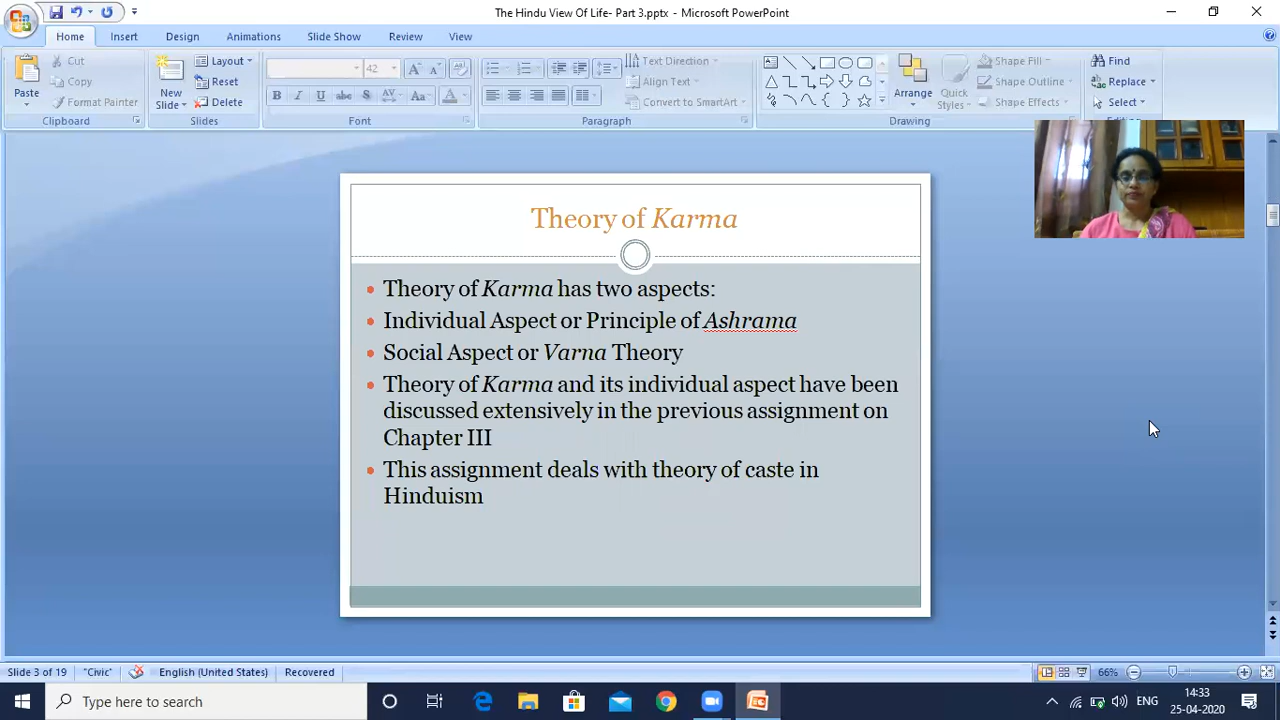 The Hindu View Of Life- Part 3.pptx - Microsoft PowerPoint
Home Insert Design Animations Slide Show Review View
Paste
Cut
Copy
Format Painter
Clipboard
New
Slide
Layout
Reset
Delete
Slides
42
B I U abc S AV Aa A
Font
Text Direction
Align Text
Convert to SmartArt
Paragraph
Arrange
Quick
Styles
Shape Fill
Shape Outline
Shape Effects
Drawing
Find
Replace
Select
Theory of Karma
Theory of Karma has two aspects:
Individual Aspect or Principle of Ashrama
Social Aspect or Varna Theory
Theory of Karma and its individual aspect have been
discussed extensively in the previous assignment on
Chapter III
This assignment deals with theory of caste in
Hinduism
Slide 3 of 19 "Civic" English (United States) Recovered 66%
Type here to search
ENG
14:33
25-04-2020